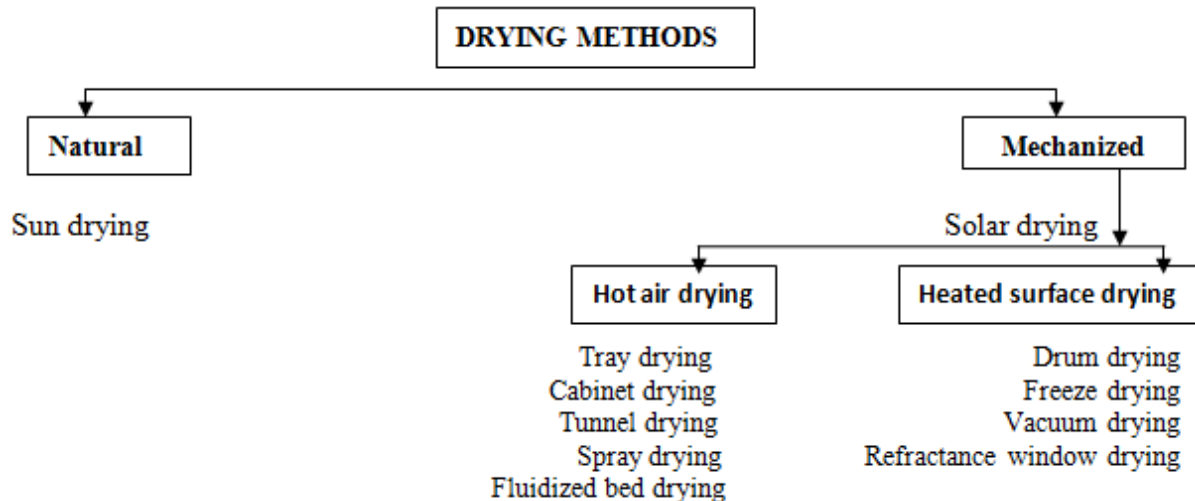 DRYING METHODS
Natural
Mechanized
Sun drying
Solar drying
Hot air drying
Heated surface drying
Tray drying
Drum drying
Cabinet drying
Freeze drying
Tunnel drying
Vacuum drying
Spray drying
Refractance window drying
Fluidized bed drying